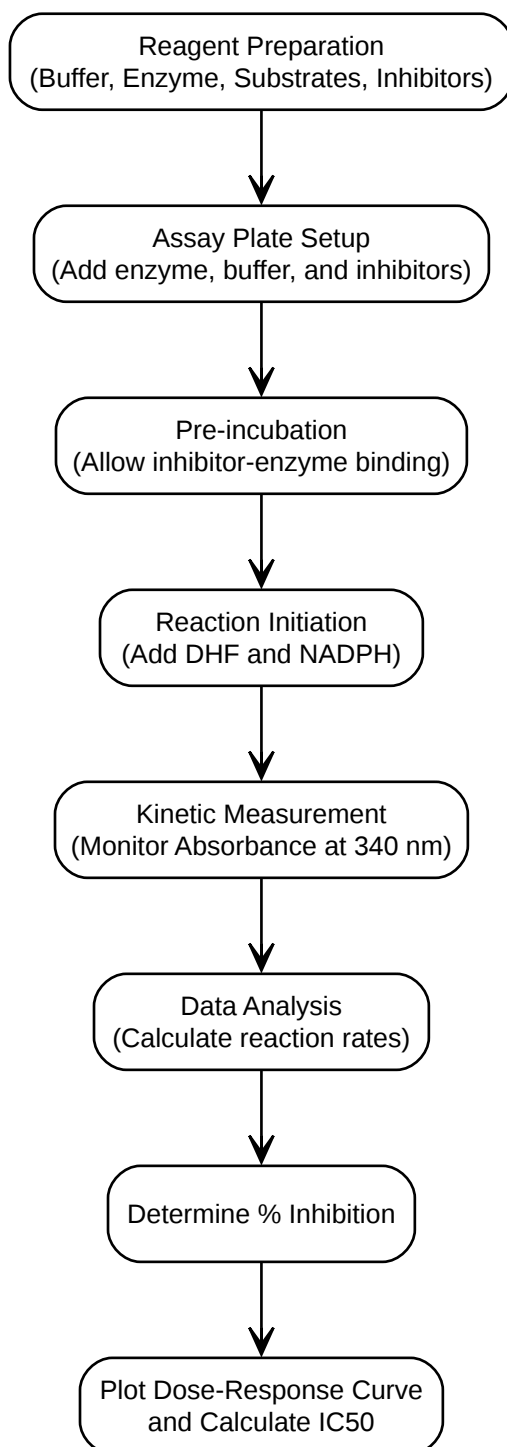 Reagent Preparation
(Buffer, Enzyme, Substrates, Inhibitors)
Assay Plate Setup
(Add enzyme, buffer, and inhibitors)
Pre-incubation
(Allow inhibitor-enzyme binding)
Reaction Initiation
(Add DHF and NADPH)
Kinetic Measurement
(Monitor Absorbance at 340 nm)
Data Analysis
(Calculate reaction rates)
Determine % Inhibition
Plot Dose-Response Curve
and Calculate IC50